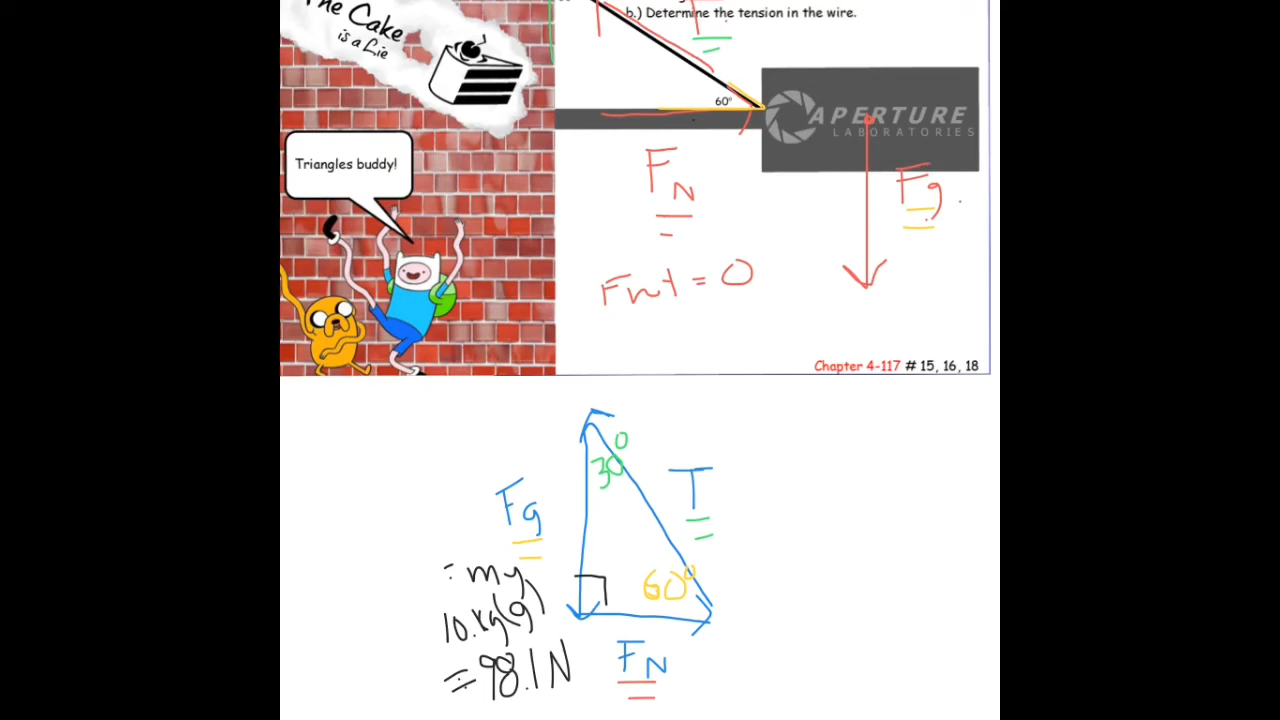 The Cake
is a Lie
b.) Determine the tension in the wire.
60°
APERTURE
LABORATORIES
Triangles buddy!
FN
Fg
Fnet = 0
Chapter 4-117 # 15, 16, 18
30°
T
Fg
60°
= mg
10.kg(g)
= 98.1N
FN